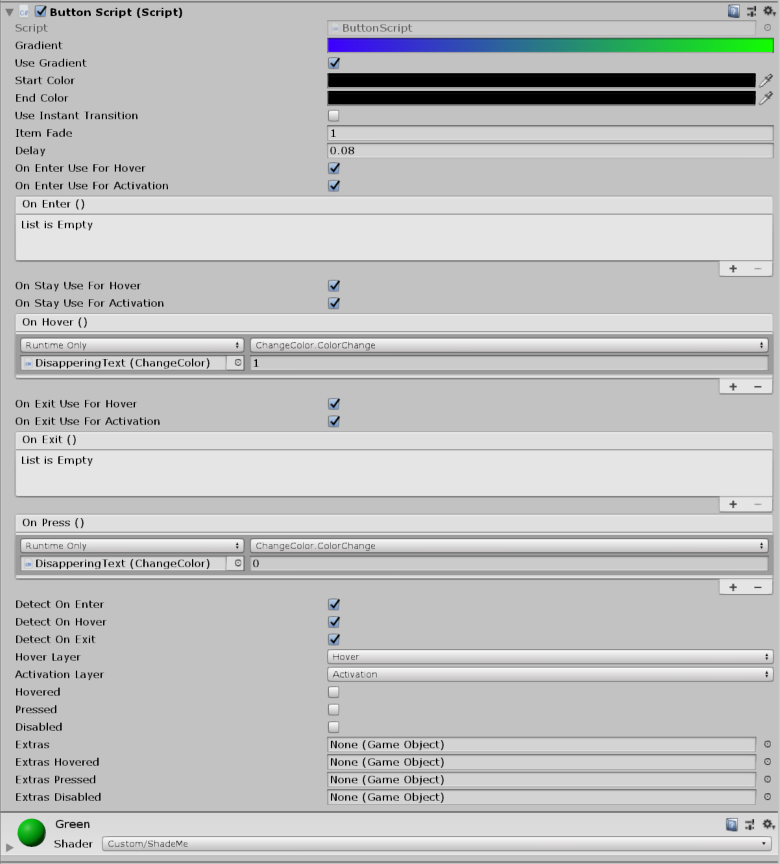 Button Script (Script)
Script ButtonScript
Gradient
Use Gradient
Start Color
End Color
Use Instant Transition
Item Fade 1
Delay 0.08
On Enter Use For Hover
On Enter Use For Activation
On Enter ()
List is Empty
+ −
On Stay Use For Hover
On Stay Use For Activation
On Hover ()
Runtime Only ChangeColor.ColorChange
DisapperingText (ChangeColor) 1
+ −
On Exit Use For Hover
On Exit Use For Activation
On Exit ()
List is Empty
+ −
On Press ()
Runtime Only ChangeColor.ColorChange
DisapperingText (ChangeColor) 0
+ −
Detect On Enter
Detect On Hover
Detect On Exit
Hover Layer Hover
Activation Layer Activation
Hovered
Pressed
Disabled
Extras None (Game Object)
Extras Hovered None (Game Object)
Extras Pressed None (Game Object)
Extras Disabled None (Game Object)
Green
Shader Custom/ShadeMe